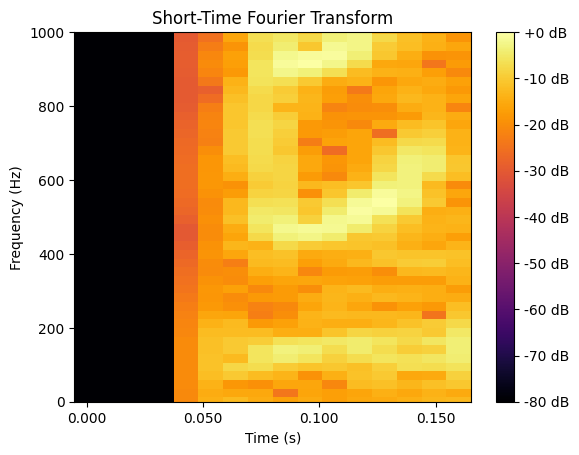 Short-Time Fourier Transform
Frequency (Hz)
1000
800
600
400
200
0
0.000
0.050
0.100
0.150
Time (s)
+0 dB
-10 dB
-20 dB
-30 dB
-40 dB
-50 dB
-60 dB
-70 dB
-80 dB